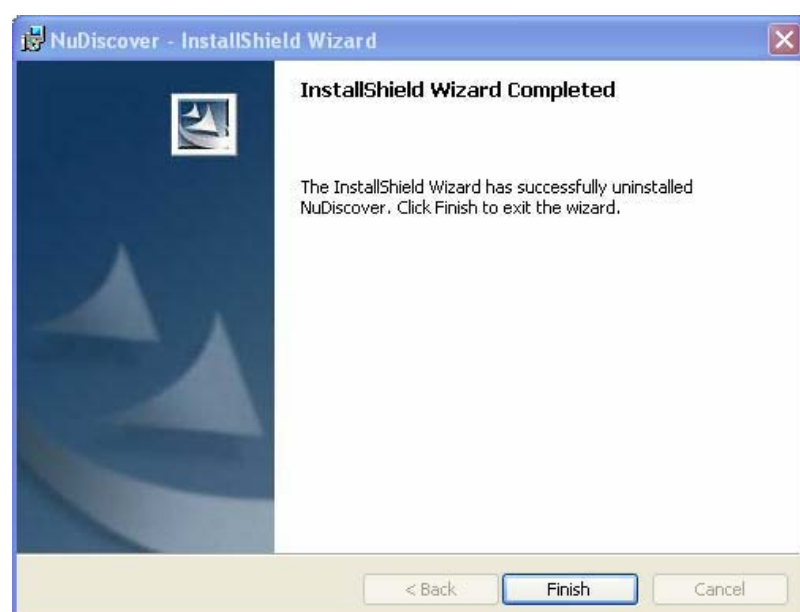 NuDiscover - InstallShield Wizard
InstallShield Wizard Completed
The InstallShield Wizard has successfully uninstalled
NuDiscover. Click Finish to exit the wizard.
< Back
Finish
Cancel